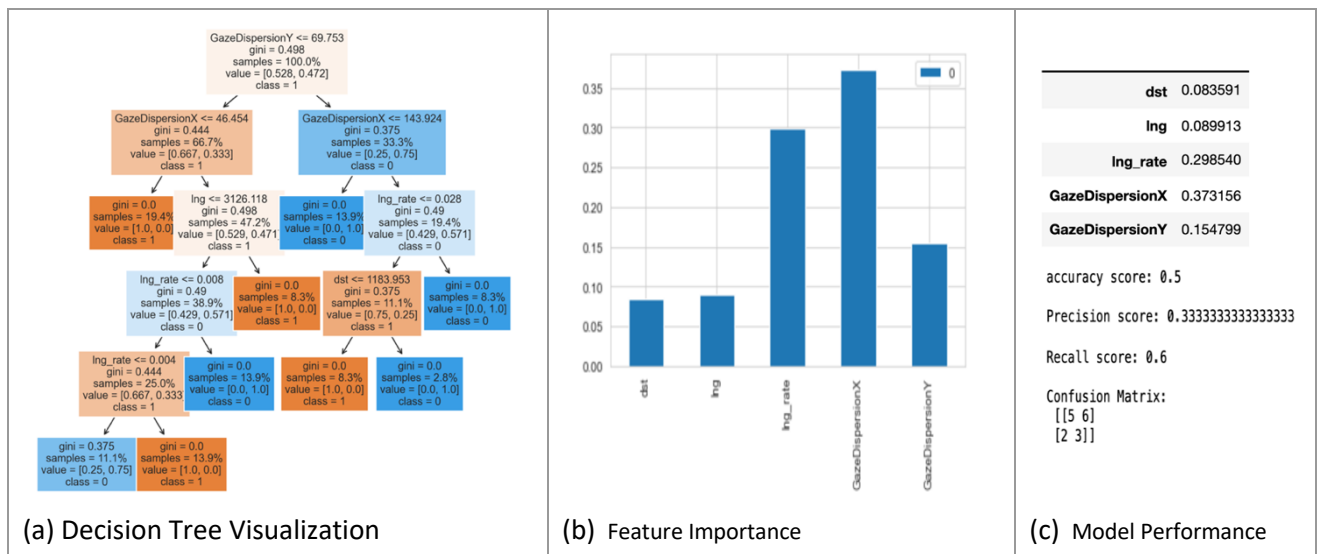 GazeDispersionY <= 69.753
gini = 0.498
samples = 100.0%
value = [0.528, 0.472]
class = 1
GazeDispersionX <= 46.454
gini = 0.444
samples = 66.7%
value = [0.667, 0.333]
class = 1
GazeDispersionX <= 143.924
gini = 0.375
samples = 33.3%
value = [0.25, 0.75]
class = 0
gini = 0.0
samples = 19.4%
value = [1.0, 0.0]
class = 1
lng <= 3126.118
gini = 0.498
samples = 47.2%
value = [0.529, 0.471]
class = 1
gini = 0.0
samples = 13.9%
value = [0.0, 1.0]
class = 0
lng_rate <= 0.028
gini = 0.49
samples = 19.4%
value = [0.429, 0.571]
class = 0
lng_rate <= 0.008
gini = 0.49
samples = 38.9%
value = [0.429, 0.571]
class = 0
gini = 0.0
samples = 8.3%
value = [1.0, 0.0]
class = 1
dst <= 1183.953
gini = 0.375
samples = 11.1%
value = [0.75, 0.25]
class = 1
gini = 0.0
samples = 8.3%
value = [0.0, 1.0]
class = 0
lng_rate <= 0.004
gini = 0.444
samples = 25.0%
value = [0.667, 0.333]
class = 1
gini = 0.0
samples = 13.9%
value = [0.0, 1.0]
class = 0
gini = 0.0
samples = 8.3%
value = [1.0, 0.0]
class = 1
gini = 0.0
samples = 2.8%
value = [0.0, 1.0]
class = 0
gini = 0.375
samples = 11.1%
value = [0.25, 0.75]
class = 0
gini = 0.0
samples = 13.9%
value = [1.0, 0.0]
class = 1
(a) Decision Tree Visualization
0
0.35
0.30
0.25
0.20
0.15
0.10
0.05
0.00
dst
lng
lng_rate
GazeDispersionX
GazeDispersionY
(b) Feature Importance
dst 0.083591
lng 0.089913
lng_rate 0.298540
GazeDispersionX 0.373156
GazeDispersionY 0.154799
accuracy score: 0.5
Precision score: 0.3333333333333333
Recall score: 0.6
Confusion Matrix:
[[5 6]
[2 3]]
(c) Model Performance